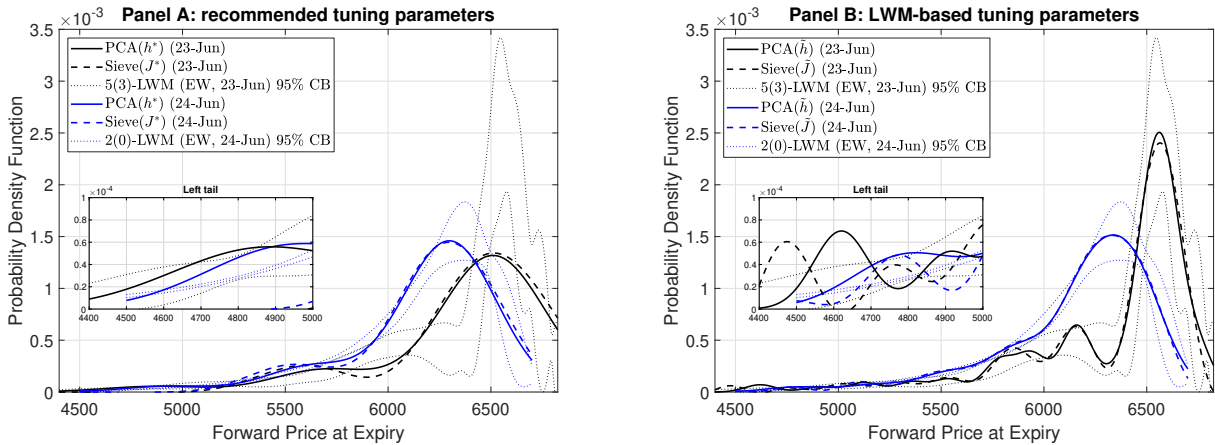 Panel A: recommended tuning parameters
×10⁻³
3.5
3
2.5
2
1.5
1
0.5
0
Probability Density Function
PCA(h*) (23-Jun)
Sieve(J*) (23-Jun)
5(3)-LWM (EW, 23-Jun) 95% CB
PCA(h*) (24-Jun)
Sieve(J*) (24-Jun)
2(0)-LWM (EW, 24-Jun) 95% CB
×10⁻⁴
Left tail
1
0.8
0.6
0.4
0.2
0
4400 4500 4600 4700 4800 4900 5000
4500 5000 5500 6000 6500
Forward Price at Expiry
Panel B: LWM-based tuning parameters
×10⁻³
3.5
3
2.5
2
1.5
1
0.5
0
Probability Density Function
PCA(h̃) (23-Jun)
Sieve(J̃) (23-Jun)
5(3)-LWM (EW, 23-Jun) 95% CB
PCA(h̃) (24-Jun)
Sieve(J̃) (24-Jun)
2(0)-LWM (EW, 24-Jun) 95% CB
×10⁻⁴
Left tail
1
0.8
0.6
0.4
0.2
0
4400 4500 4600 4700 4800 4900 5000
4500 5000 5500 6000 6500
Forward Price at Expiry